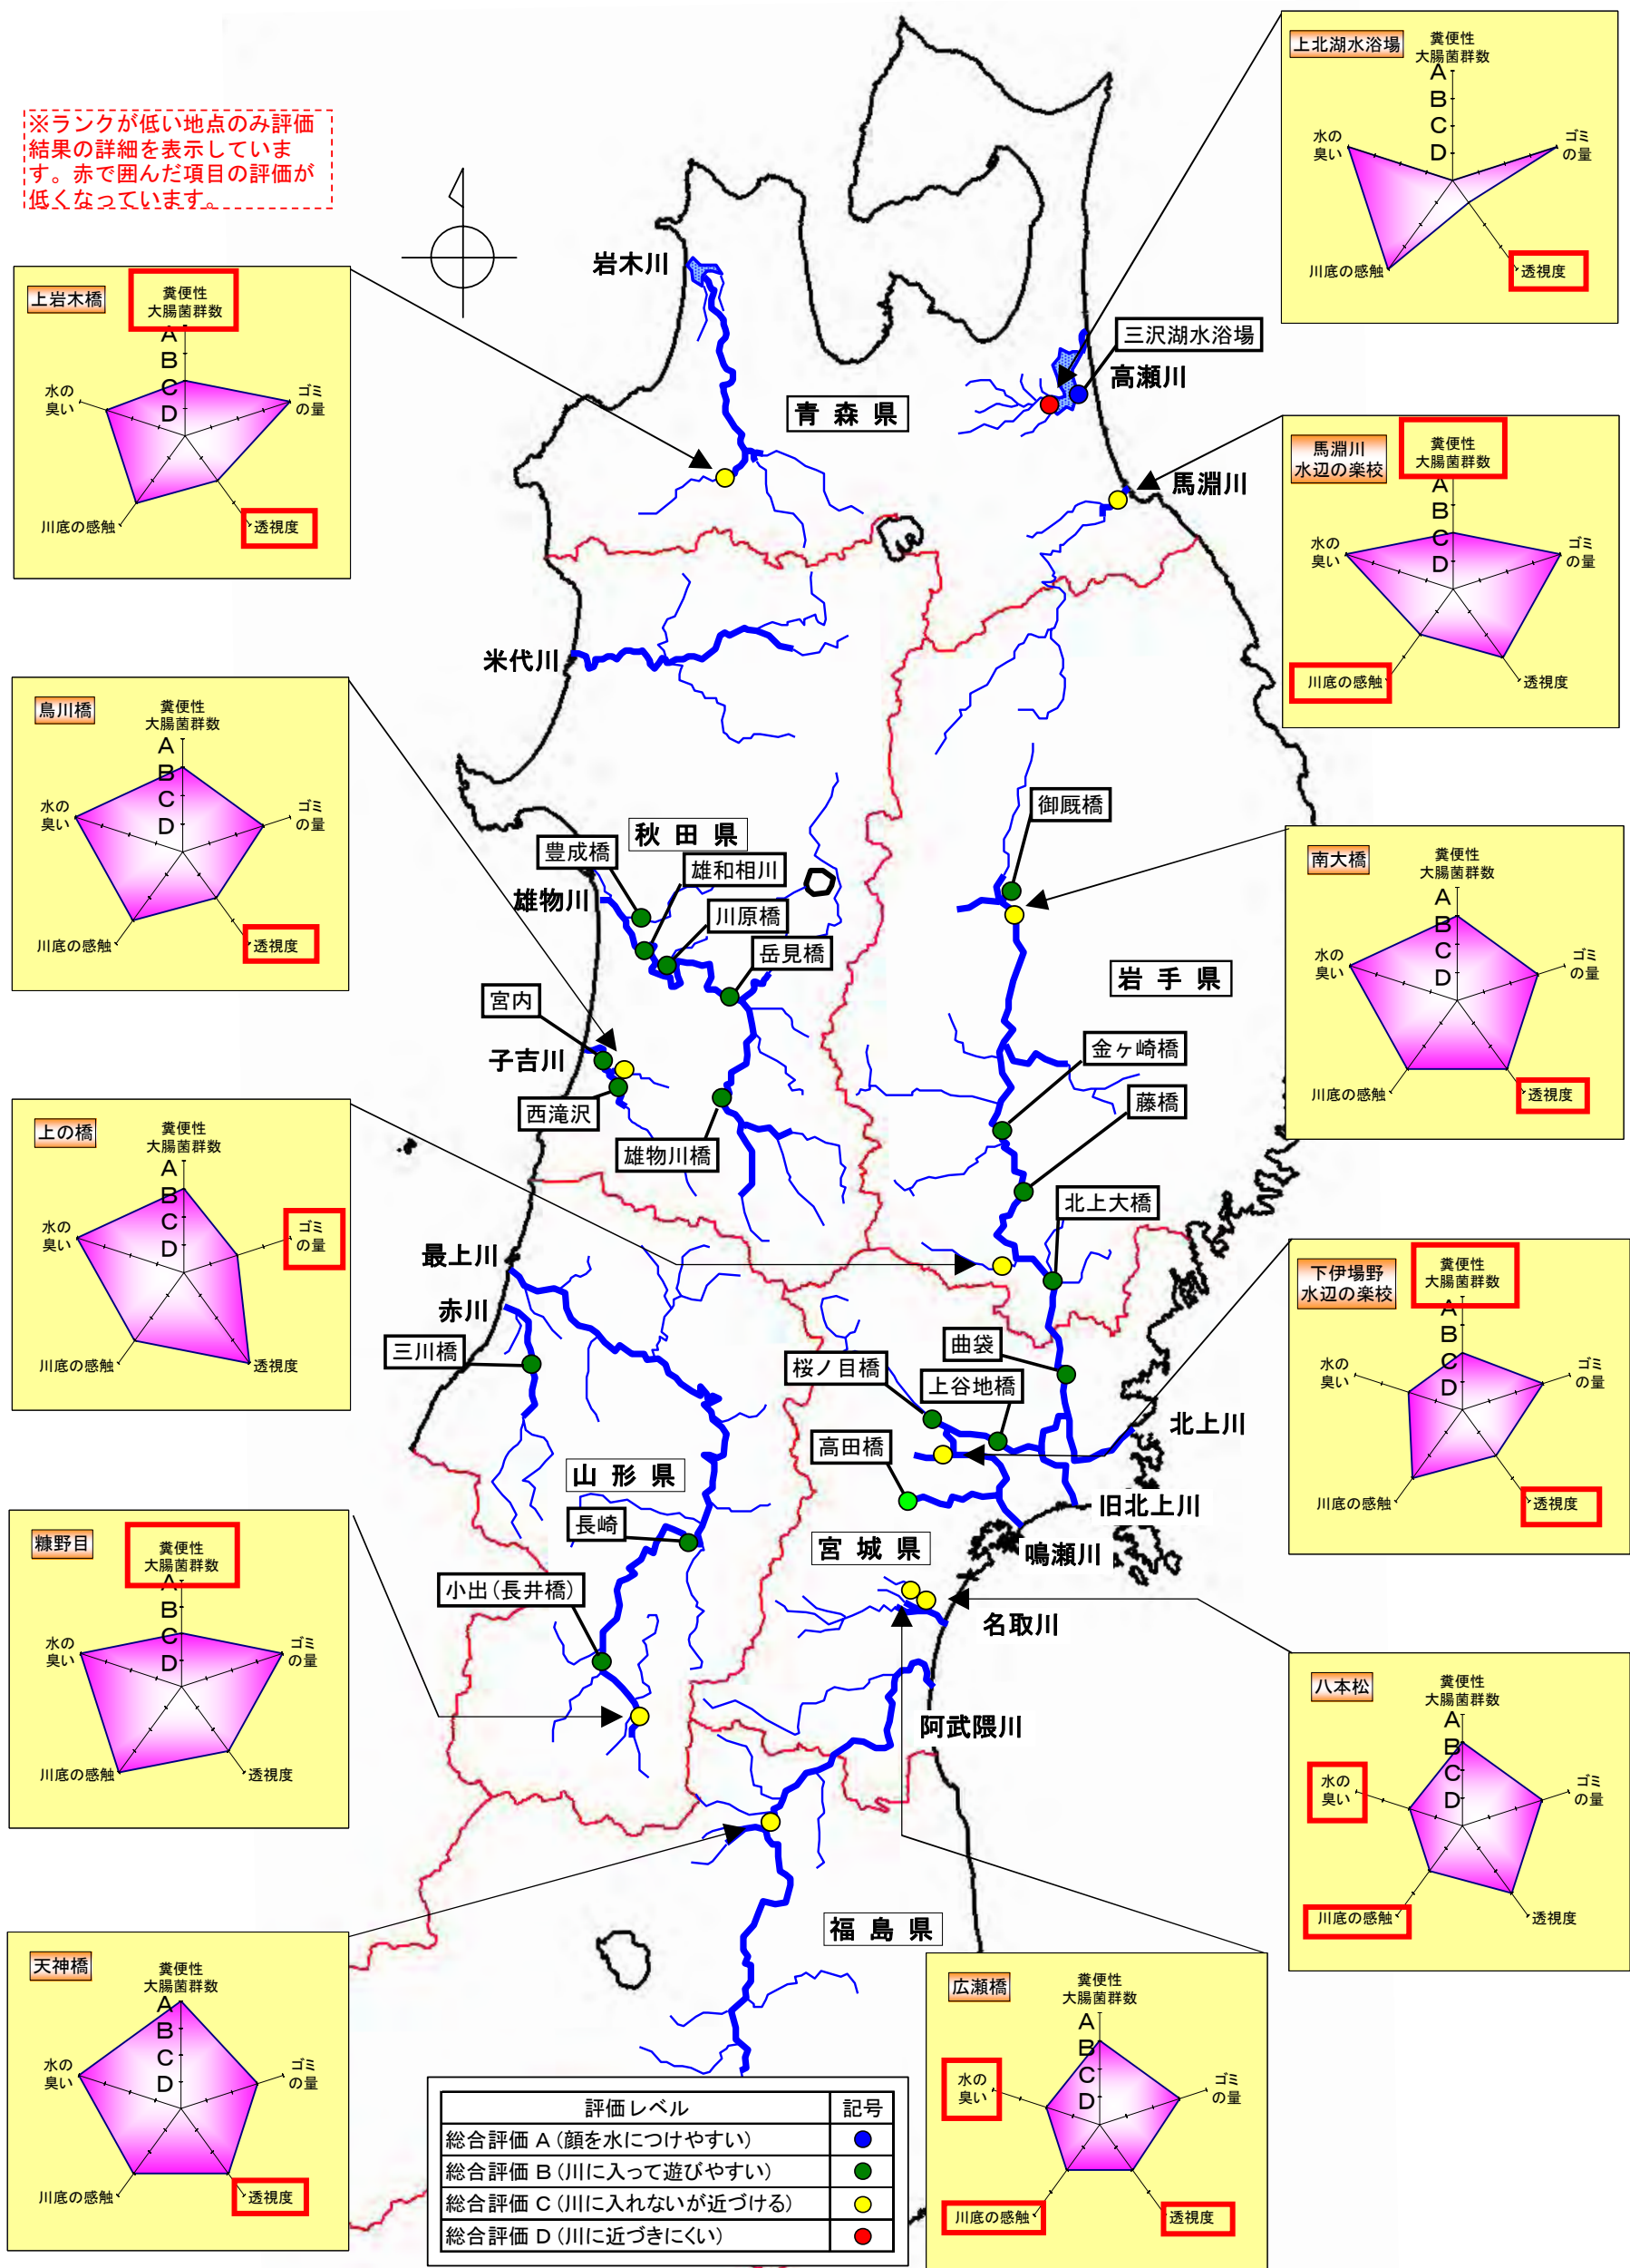 ※ランクが低い地点のみ評価
結果の詳細を表示していま
す。赤で囲んだ項目の評価が
低くなっています。
上北湖水浴場
糞便性
大腸菌群数
A
B
C
D
水の
臭い
ゴミ
の量
川底の感触
透視度
上岩木橋
糞便性
大腸菌群数
A
B
C
D
水の
臭い
ゴミ
の量
川底の感触
透視度
馬淵川
水辺の楽校
糞便性
大腸菌群数
A
B
C
D
水の
臭い
ゴミ
の量
川底の感触
透視度
鳥川橋
糞便性
大腸菌群数
A
B
C
D
水の
臭い
ゴミ
の量
川底の感触
透視度
南大橋
糞便性
大腸菌群数
A
B
C
D
水の
臭い
ゴミ
の量
川底の感触
透視度
上の橋
糞便性
大腸菌群数
A
B
C
D
水の
臭い
ゴミ
の量
川底の感触
透視度
下伊場野
水辺の楽校
糞便性
大腸菌群数
A
B
C
D
水の
臭い
ゴミ
の量
川底の感触
透視度
糠野目
糞便性
大腸菌群数
A
B
C
D
水の
臭い
ゴミ
の量
川底の感触
透視度
八本松
糞便性
大腸菌群数
A
B
C
D
水の
臭い
ゴミ
の量
川底の感触
透視度
天神橋
糞便性
大腸菌群数
A
B
C
D
水の
臭い
ゴミ
の量
川底の感触
透視度
広瀬橋
糞便性
大腸菌群数
A
B
C
D
水の
臭い
ゴミ
の量
川底の感触
透視度
岩木川
三沢湖水浴場
高瀬川
青森県
馬淵川
米代川
御厩橋
秋田県
豊成橋
雄和相川
雄物川
川原橋
岳見橋
岩手県
宮内
子吉川
金ヶ崎橋
西滝沢
藤橋
雄物川橋
北上大橋
最上川
赤川
三川橋
曲袋
桜ノ目橋
上谷地橋
北上川
高田橋
山形県
旧北上川
長崎
宮城県
鳴瀬川
小出(長井橋)
名取川
阿武隈川
福島県
評価レベル 記号
総合評価 A(顔を水につけやすい)
総合評価 B(川に入って遊びやすい)
総合評価 C(川に入れないが近づける)
総合評価 D(川に近づきにくい)